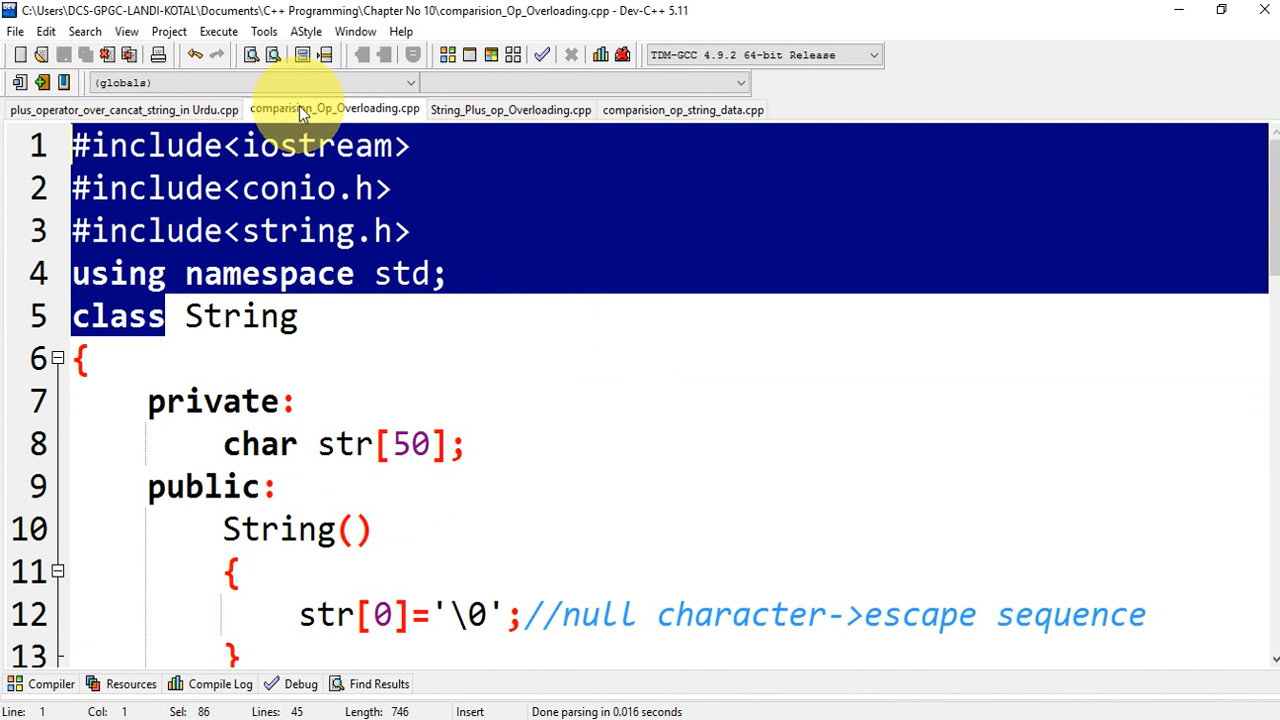 C:\Users\DCS-GPGC-LANDI-KOTAL\Documents\C++ Programming\Chapter No 10\comparision_Op_Overloading.cpp - Dev-C++ 5.11
File Edit Search View Project Execute Tools AStyle Window Help
TDM-GCC 4.9.2 64-bit Release
(globals)
plus_operator_over_cancat_string_in Urdu.cpp comparision_Op_Overloading.cpp String_Plus_op_Overloading.cpp comparision_op_string_data.cpp
1 #include<iostream>
2 #include<conio.h>
3 #include<string.h>
4 using namespace std;
5 class String
6 {
7 private:
8 char str[50];
9 public:
10 String()
11 {
12 str[0]='\0';//null character->escape sequence
13 }
Compiler Resources Compile Log Debug Find Results
Line: 1 Col: 1 Sel: 86 Lines: 45 Length: 746 Insert Done parsing in 0.016 seconds